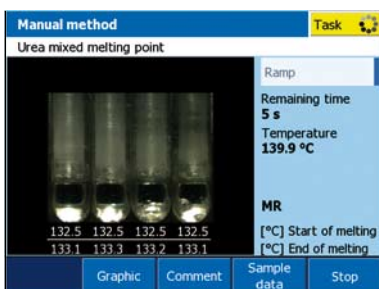 Manual method
Task
Urea mixed melting point
Ramp
Remaining time
5 s
Temperature
139.9 °C
MR
132.5 132.5 132.5 132.5
133.1 133.3 133.2 133.1
[°C] Start of melting
[°C] End of melting
Graphic
Comment
Sample
data
Stop